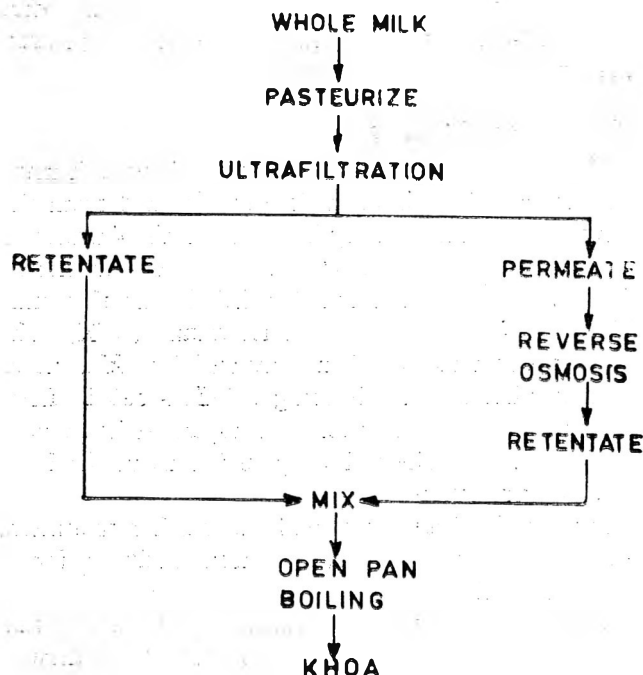 WHOLE MILK
PASTEURIZE
ULTRAFILTRATION
RETENTATE
PERMEATE
REVERSE
OSMOSIS
RETENTATE
MIX
OPEN PAN
BOILING
KHOA